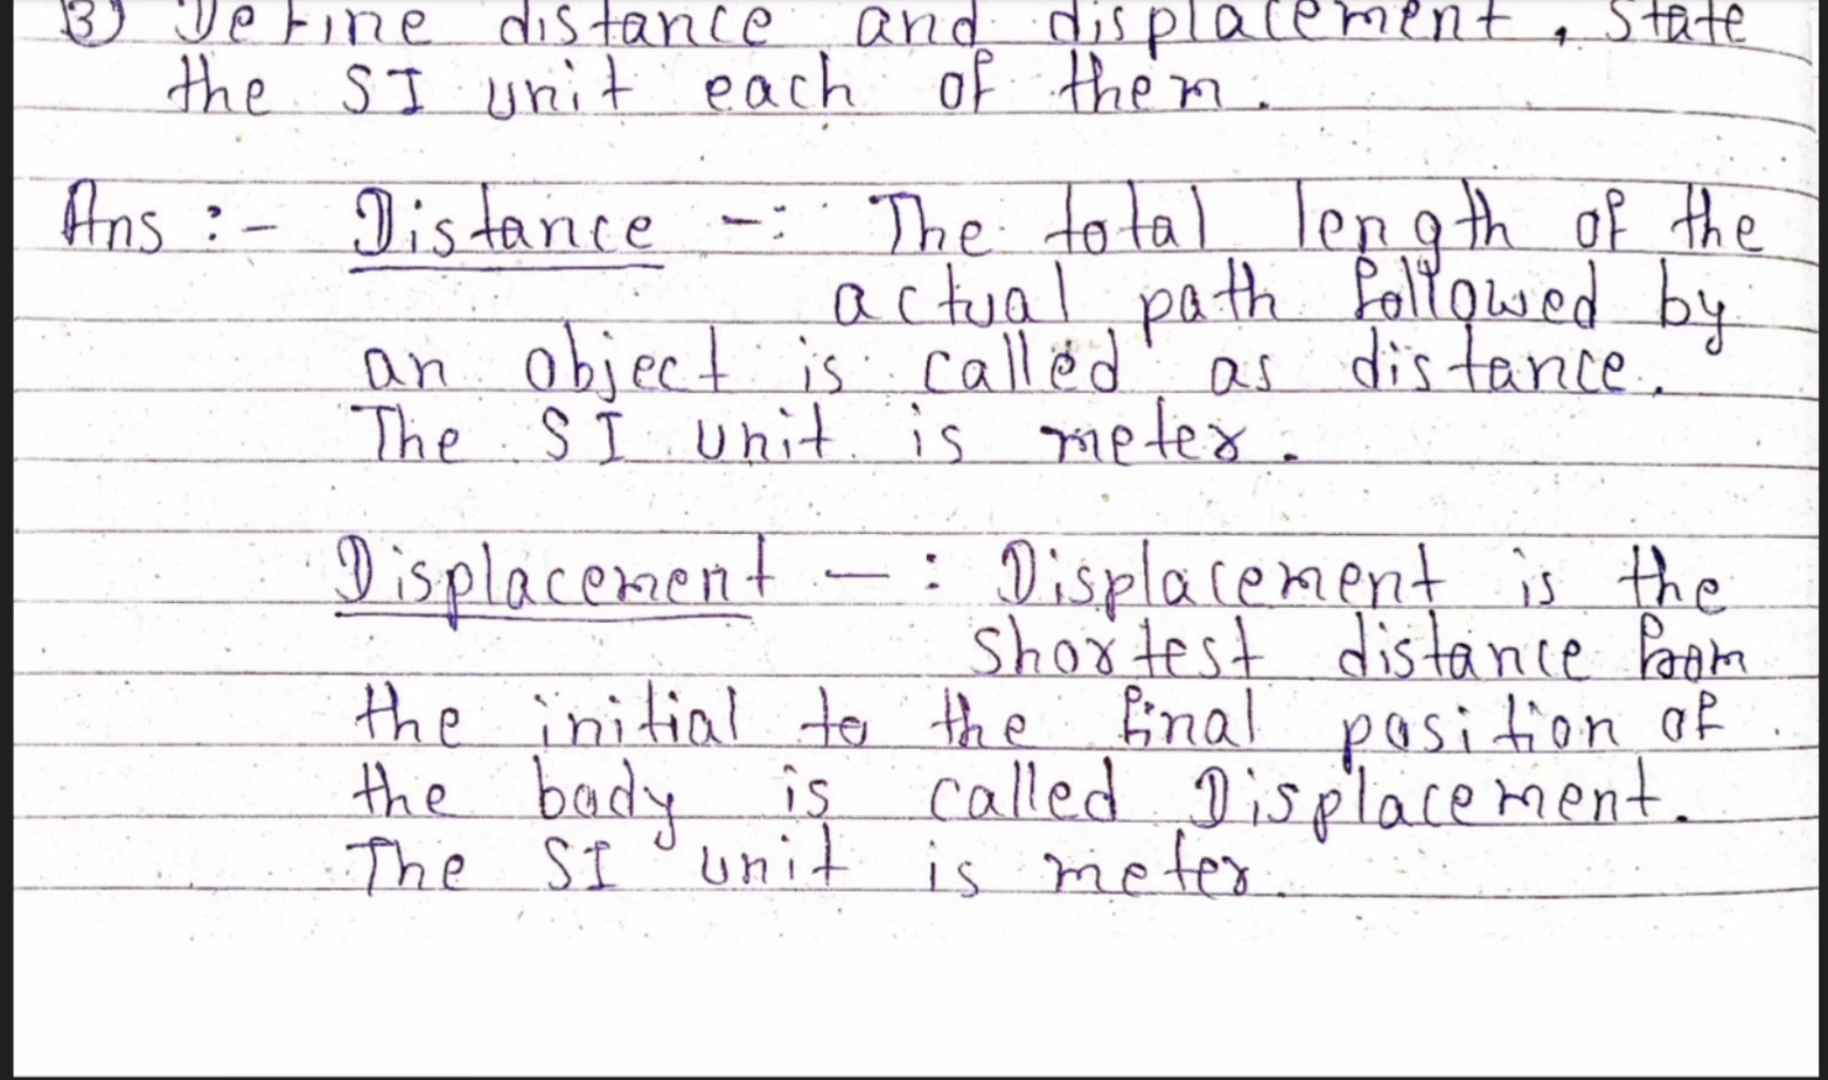 3) Define distance and displacement. State
the SI unit each of them.
Ans :- Distance -: The total length of the
actual path followed by
an object is called as distance.
The SI unit is meter.
Displacement -: Displacement is the
shortest distance from
the initial to the final position of
the body is called Displacement.
The SI unit is meter.